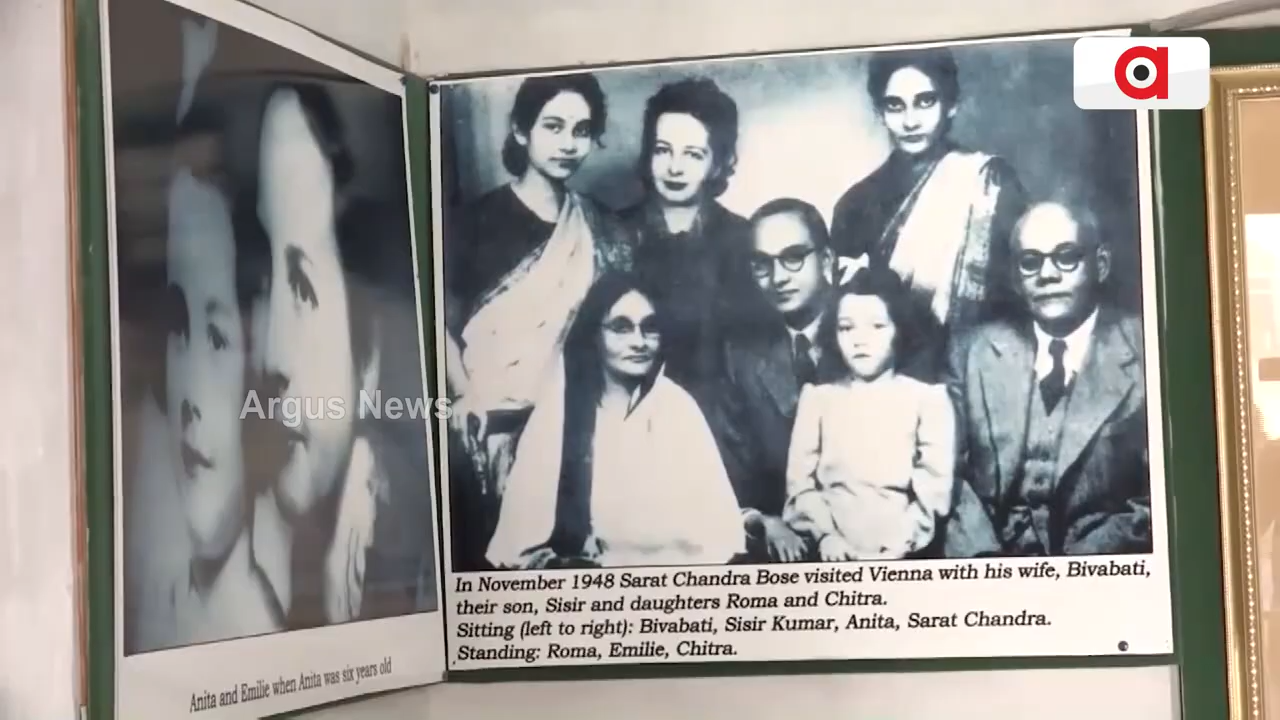 a
Argus News
In November 1948 Sarat Chandra Bose visited Vienna with his wife, Bivabati,
their son, Sisir and daughters Roma and Chitra.
Sitting (left to right): Bivabati, Sisir Kumar, Anita, Sarat Chandra.
Standing: Roma, Emilie, Chitra.
Anita and Emilie when Anita was six years old